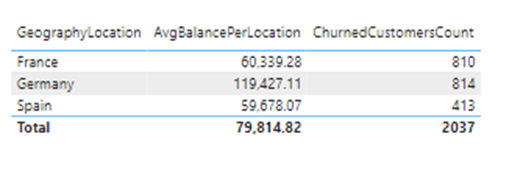 GeographyLocation AvgBalancePerLocation ChurnedCustomersCount
France 60,339.28 810
Germany 119,427.11 814
Spain 59,678.07 413
Total 79,814.82 2037